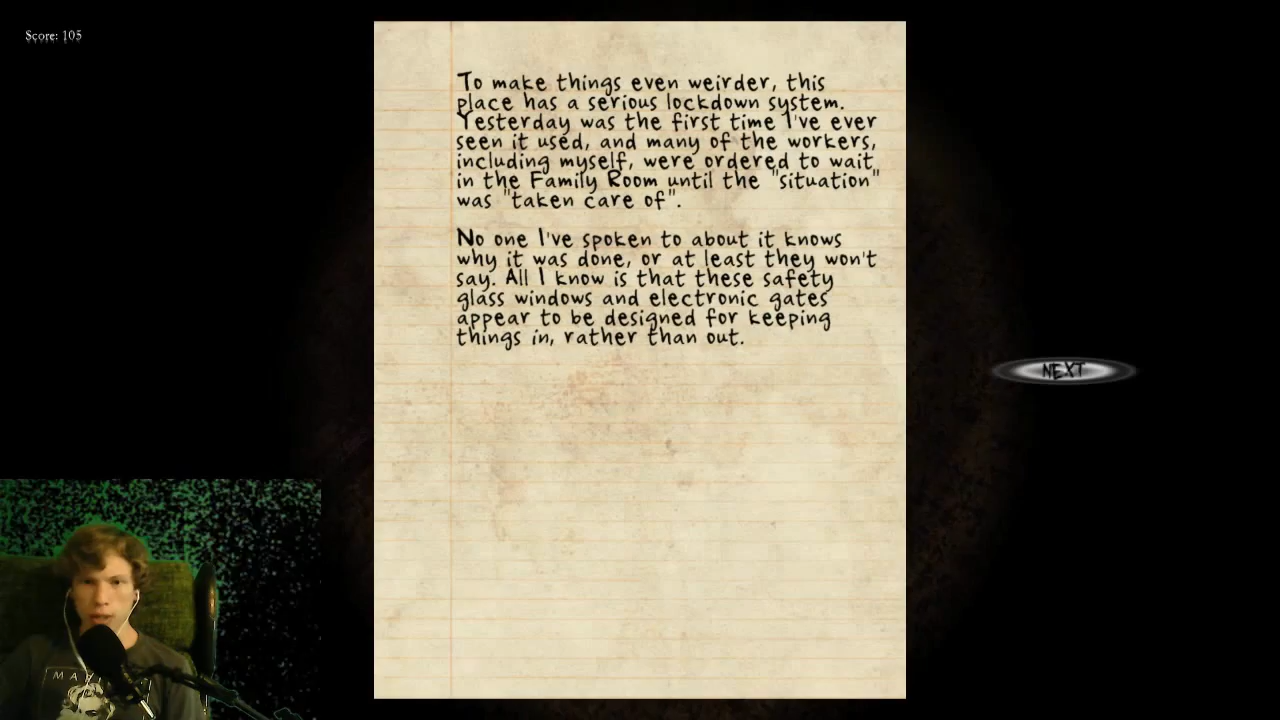 Score: 105
To make things even weirder, this
place has a serious lockdown system.
Yesterday was the first time I've ever
seen it used, and many of the workers,
including myself, were ordered to wait
in the Family Room until the "situation"
was "taken care of".
No one I've spoken to about it knows
why it was done, or at least they won't
say. All I know is that these safety
glass windows and electronic gates
appear to be designed for keeping
things in, rather than out.
NEXT